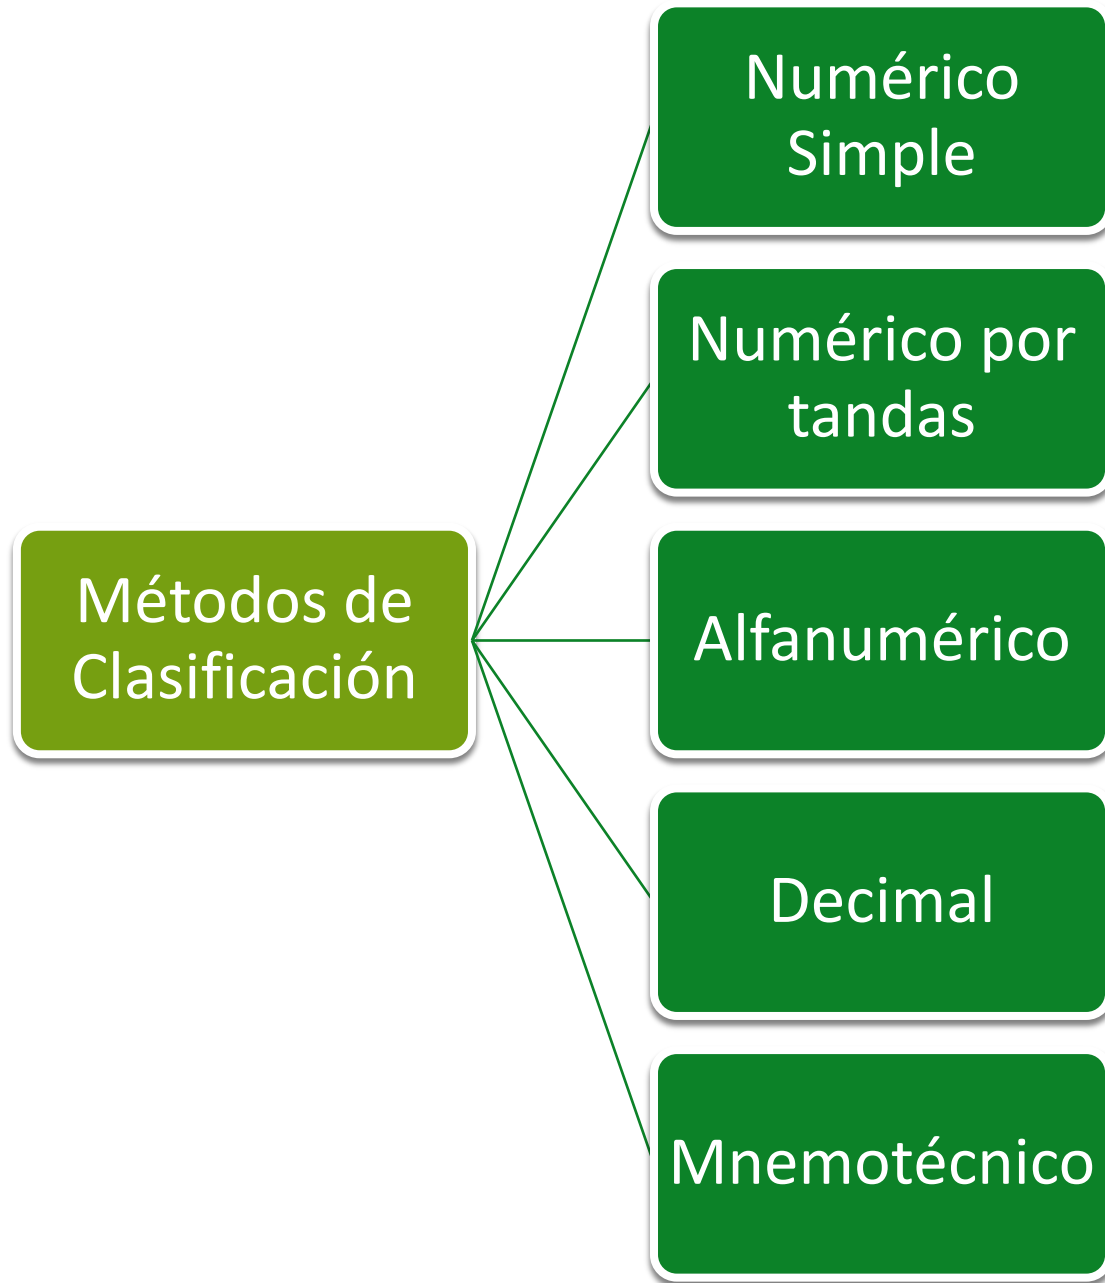 Numérico
Simple
Numérico por
tandas
Métodos de
Clasificación
Alfanumérico
Decimal
Mnemotécnico